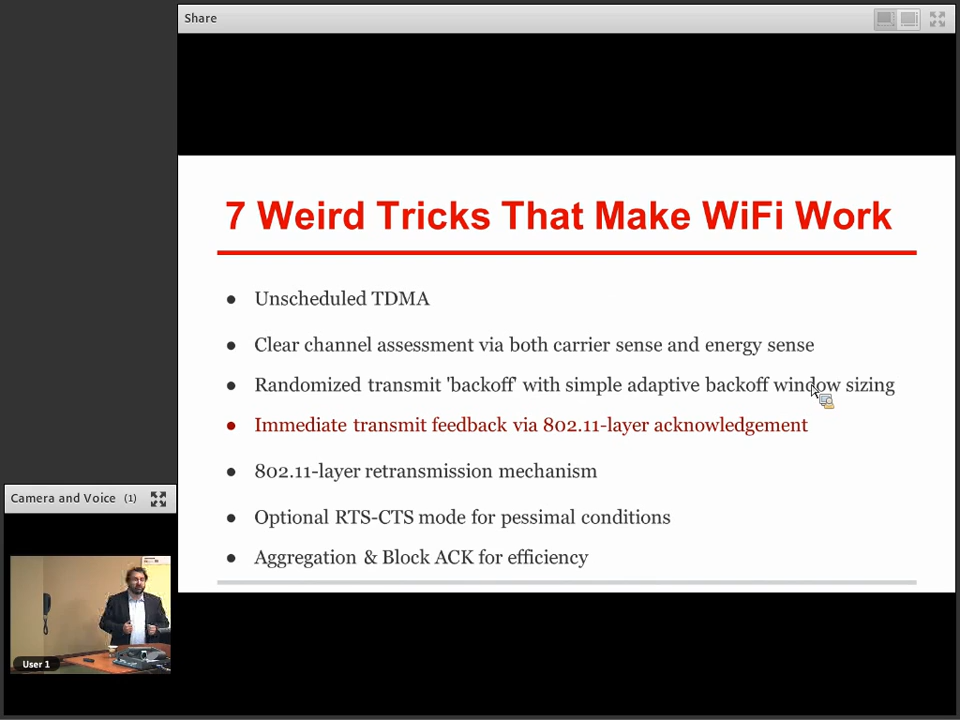 Share
7 Weird Tricks That Make WiFi Work
● Unscheduled TDMA
● Clear channel assessment via both carrier sense and energy sense
● Randomized transmit 'backoff' with simple adaptive backoff window sizing
● Immediate transmit feedback via 802.11-layer acknowledgement
● 802.11-layer retransmission mechanism
● Optional RTS-CTS mode for pessimal conditions
● Aggregation & Block ACK for efficiency
Camera and Voice (1)
User 1